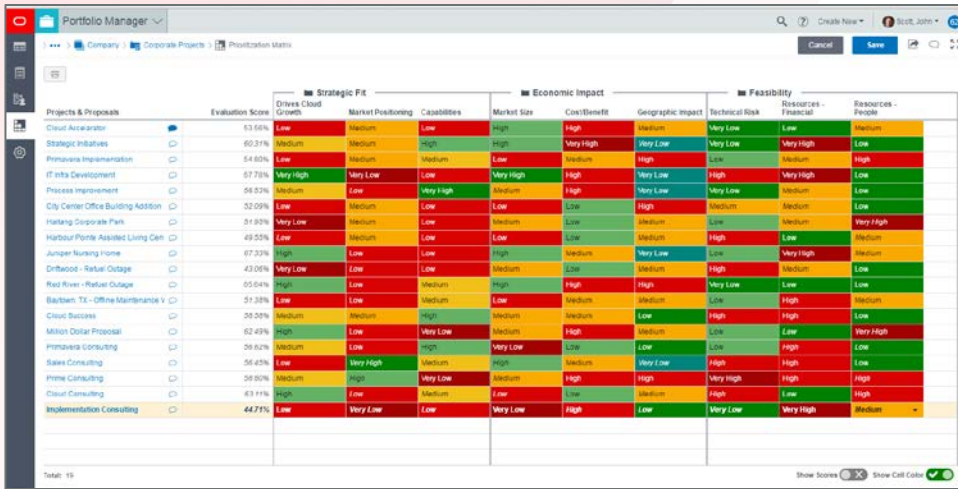 Portfolio Manager
Create New
Scott, John
Company > Corporate Projects > Prioritization Matrix
Cancel Save
Strategic Fit Economic Impact Feasibility
Projects & Proposals Evaluation Score Drives Cloud Growth Market Positioning Capabilities Market Size Cost/Benefit Geographic Impact Technical Risk Resources - Financial Resources - People
Cloud Accelerator 53.56% Low Medium Low High High Medium Very Low Low Medium
Strategic Initiatives 60.31% Medium Medium High High Very High Very Low Very Low Very High Low
Primavera Implementation 54.60% Low Medium Medium Low Medium High Low Medium High
IT Infra Development 57.78% Very High Very Low Low Very High High Very Low High Very High Low
Process Improvement 56.53% Medium Low Very High Medium High Very Low Very Low Medium Low
City Center Office Building Addition 52.09% Low Medium Low Low Low High Medium Medium Low
Harbour Pointe Assisted Living Cen 49.55% Low Medium Low Low Low Medium High Low Medium
Juniper Nursing Home 67.33% High Low Low High Medium Very Low Low Very High Medium
Driftwood - Refuel Outage 43.06% Very Low Low Low Medium Low Medium High Medium Low
Red River - Refuel Outage High Low Medium Medium High High Very Low Low Low
Baytown, TX - Offline Maintenance 51.38% Low Low Medium Low Medium Medium Low High Medium
Cloud Success Medium Medium High Medium Medium Low High High Low
Million Dollar Proposal 62.49% High Low Very Low Medium High Medium Low Low Very High
Primavera Consulting 56.62% Medium Low High Very Low Low Low Low High Low
Sales Consulting 56.45% Low Very High Medium High Medium Very Low High High Low
Prime Consulting Medium High Very Low Medium High High Very High High High
Cloud Consulting 63.11% High Low Medium Low Low Medium High Low High
Implementation Consulting 44.71% Low Very Low Low Very Low High Low Very Low Very High Medium
Total: 19
Show Scores Show Cell Color